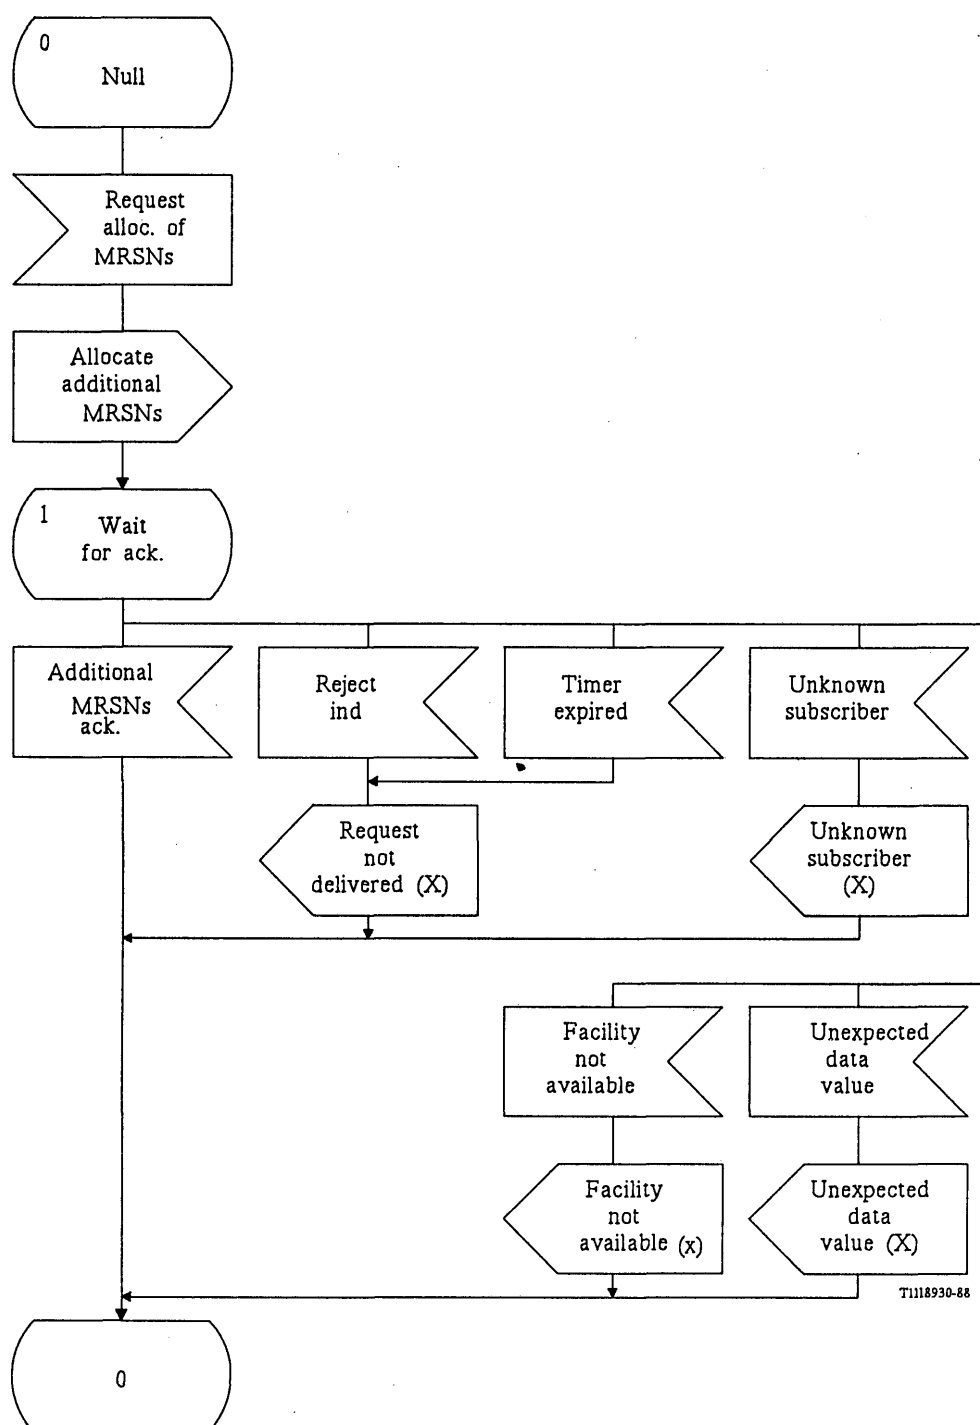 0
Null
Request
alloc. of
MRSNs
Allocate
additional
MRSNs
1
Wait
for ack.
Additional
MRSNs
ack.
Reject
ind
Timer
expired
Unknown
subscriber
Request
not
delivered (X)
Unknown
subscriber
(X)
Facility
not
available
Unexpected
data
value
Facility
not
available (x)
Unexpected
data
value (X)
T1118930-88
0